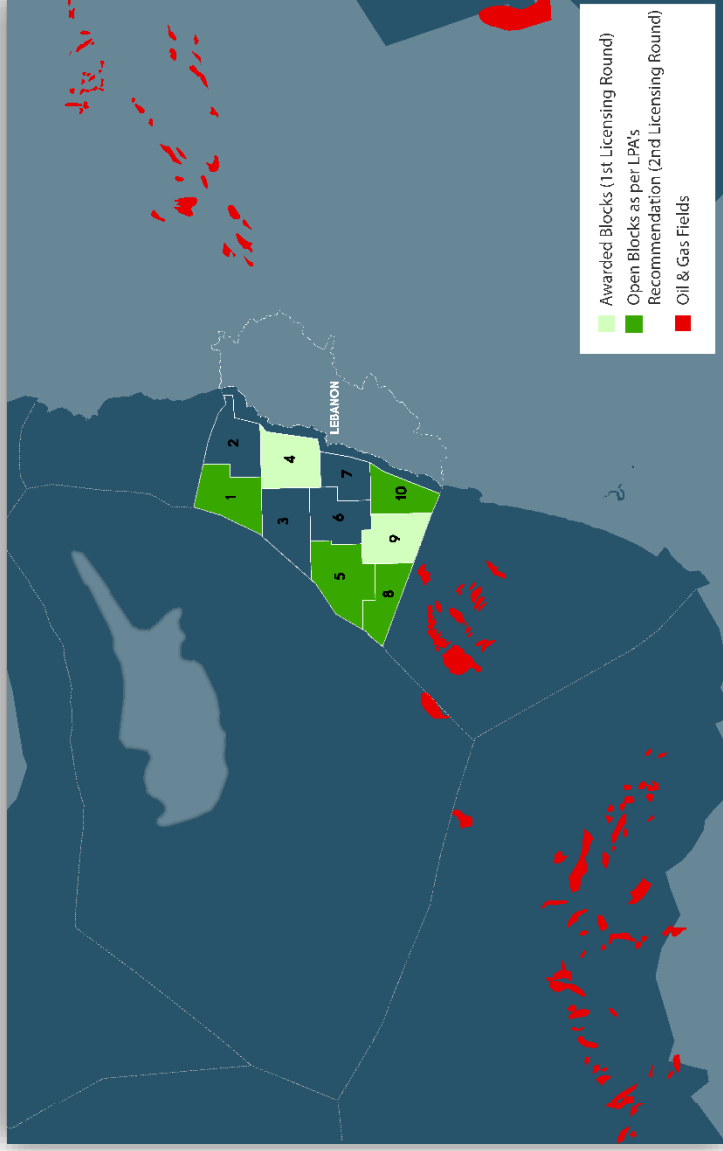 1
2
3
4
LEBANON
5
6
7
8
9
10
Awarded Blocks (1st Licensing Round)
Open Blocks as per LPA's
Recommendation (2nd Licensing Round)
Oil & Gas Fields